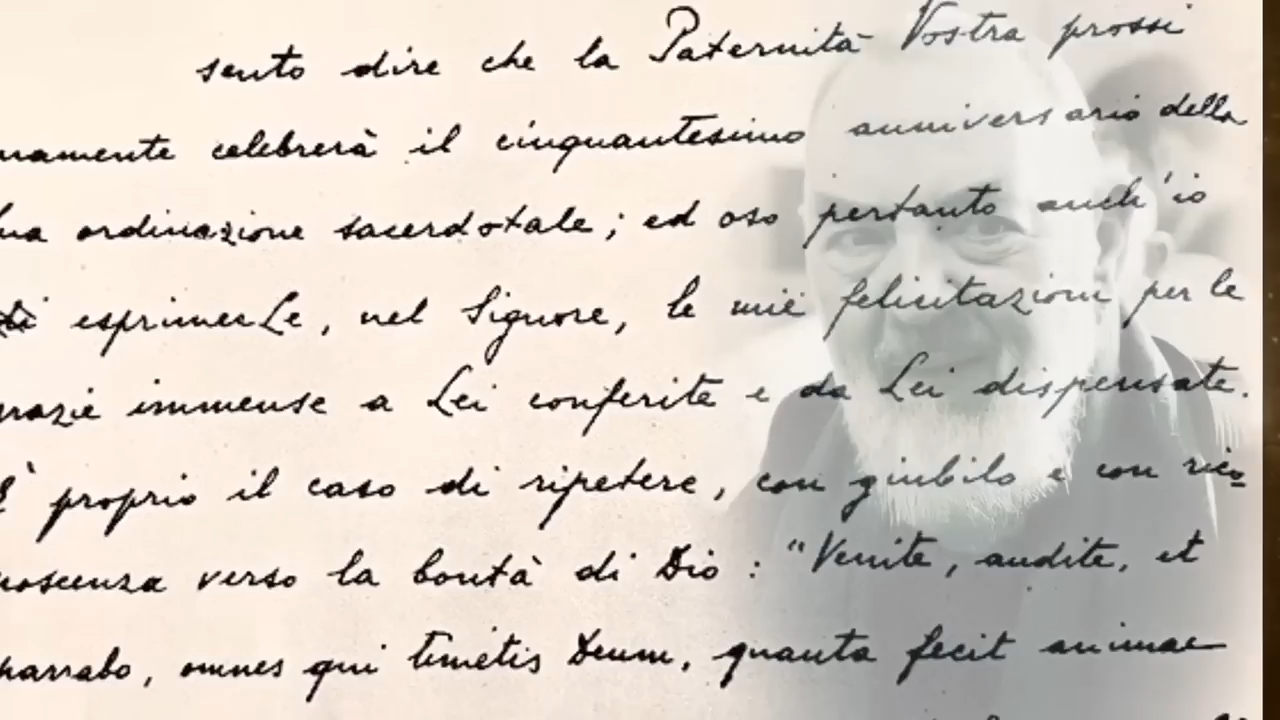 sento dire che la Paternità Vostra prossi
mamente celebrerà il cinquantesimo anniversario della
sua ordinazione sacerdotale; ed oso pertanto anch'io
di esprimerLe, nel Signore, le mie felicitazioni per le
grazie immense a Lei conferite e da Lei dispensate.
È proprio il caso di ripetere, con giubilo e con rico
noscenza verso la bontà di Dio: "Venite, audite, et
narrabo, omnes qui timetis Deum, quanta fecit animae